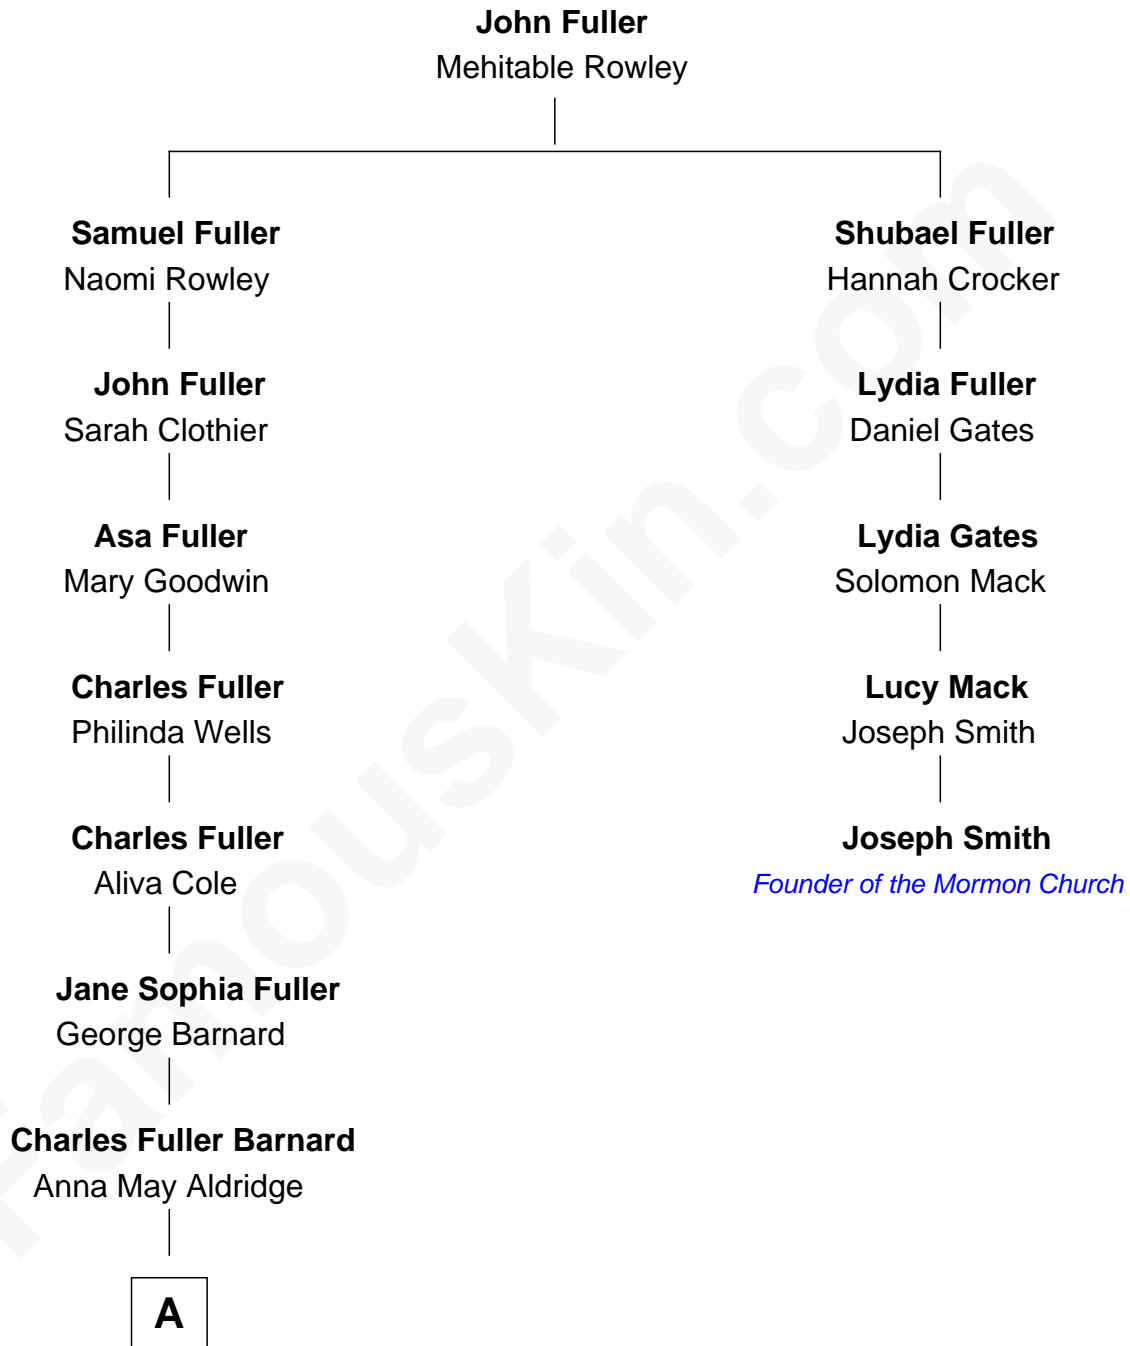 John Fuller
Mehitable Rowley
Samuel Fuller
Naomi Rowley
John Fuller
Sarah Clothier
Asa Fuller
Mary Goodwin
Charles Fuller
Philinda Wells
Charles Fuller
Aliva Cole
Jane Sophia Fuller
George Barnard
Charles Fuller Barnard
Anna May Aldridge
A
Shubael Fuller
Hannah Crocker
Lydia Fuller
Daniel Gates
Lydia Gates
Solomon Mack
Lucy Mack
Joseph Smith
Joseph Smith
Founder of the Mormon Church
FamousKin.com